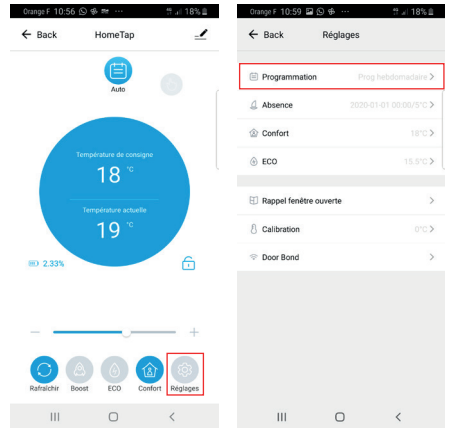 Orange F 10:56 18%
Back HomeTap
Auto
Température de consigne
18 °C
Température actuelle
19 °C
2.33%
Rafraîchir Boost ECO Confort Réglages
Orange F 10:59 18%
Back Réglages
Programmation Prog hebdomadaire
Absence 2020-01-01 00:00/5°C
Confort 18°C
ECO 15.5°C
Rappel fenêtre ouverte
Calibration 0°C
Door Bond